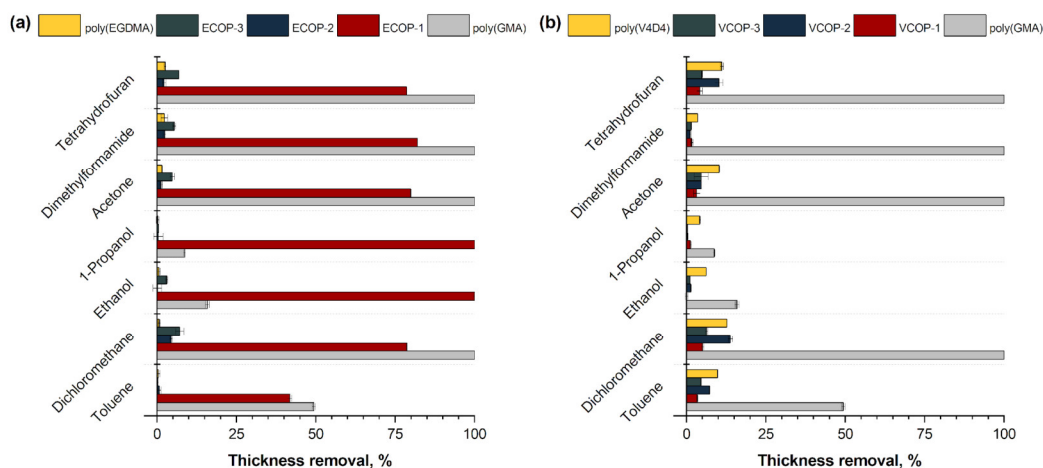 (a) poly(EGDMA) ECOP-3 ECOP-2 ECOP-1 poly(GMA)
Tetrahydrofuran
Dimethylformamide
Acetone
1-Propanol
Ethanol
Dichloromethane
Toluene
0 25 50 75 100
Thickness removal, %
(b) poly(V4D4) VCOP-3 VCOP-2 VCOP-1 poly(GMA)
Tetrahydrofuran
Dimethylformamide
Acetone
1-Propanol
Ethanol
Dichloromethane
Toluene
0 25 50 75 100
Thickness removal, %